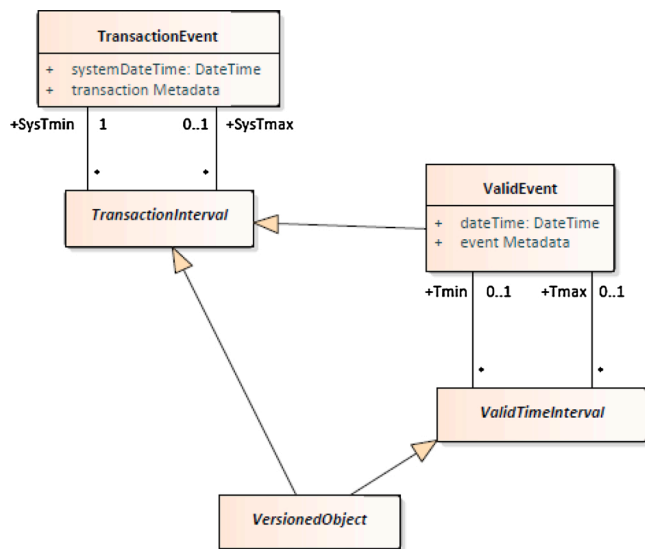 TransactionEvent
+ systemDateTime: DateTime
+ transaction Metadata
+SysTmin 1 0..1 +SysTmax
* *
TransactionInterval
ValidEvent
+ dateTime: DateTime
+ event Metadata
+Tmin 0..1 +Tmax 0..1
* *
ValidTimeInterval
VersionedObject